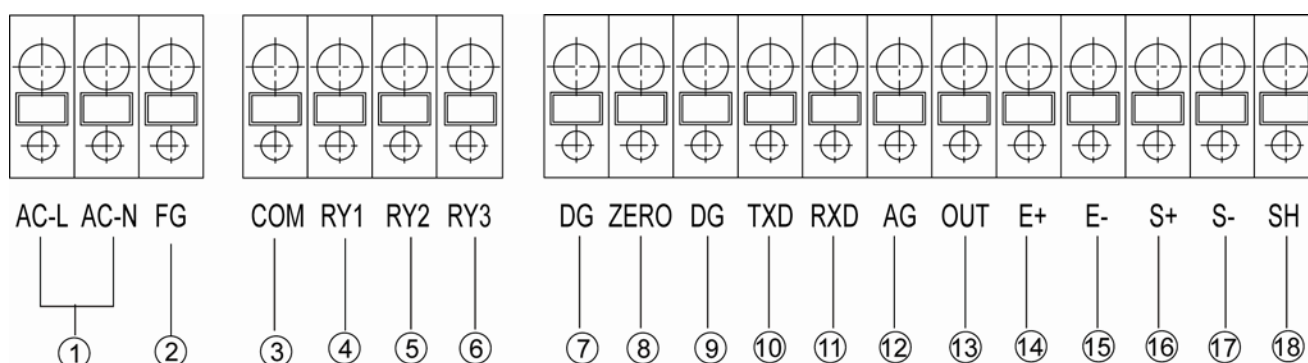 AC-L AC-N FG COM RY1 RY2 RY3 DG ZERO DG TXD RXD AG OUT E+ E- S+ S- SH
1 2 3 4 5 6 7 8 9 10 11 12 13 14 15 16 17 18